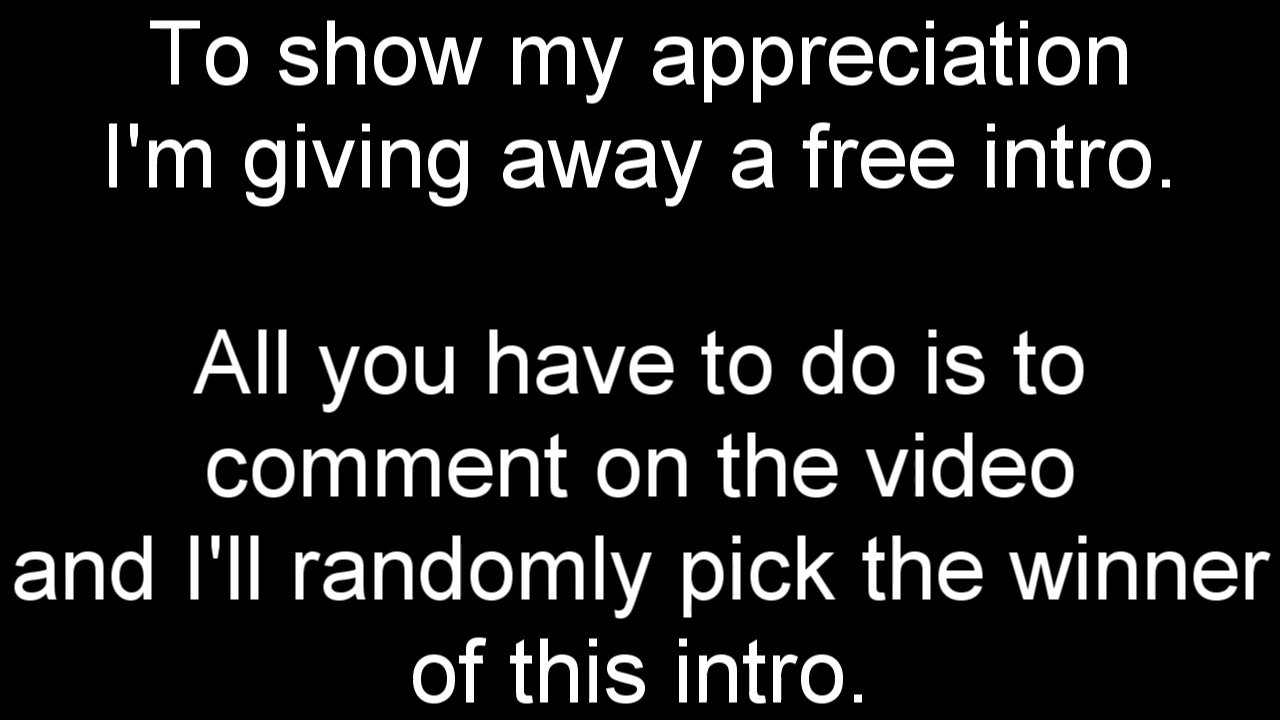 To show my appreciation
I'm giving away a free intro.
All you have to do is to
comment on the video
and I'll randomly pick the winner
of this intro.